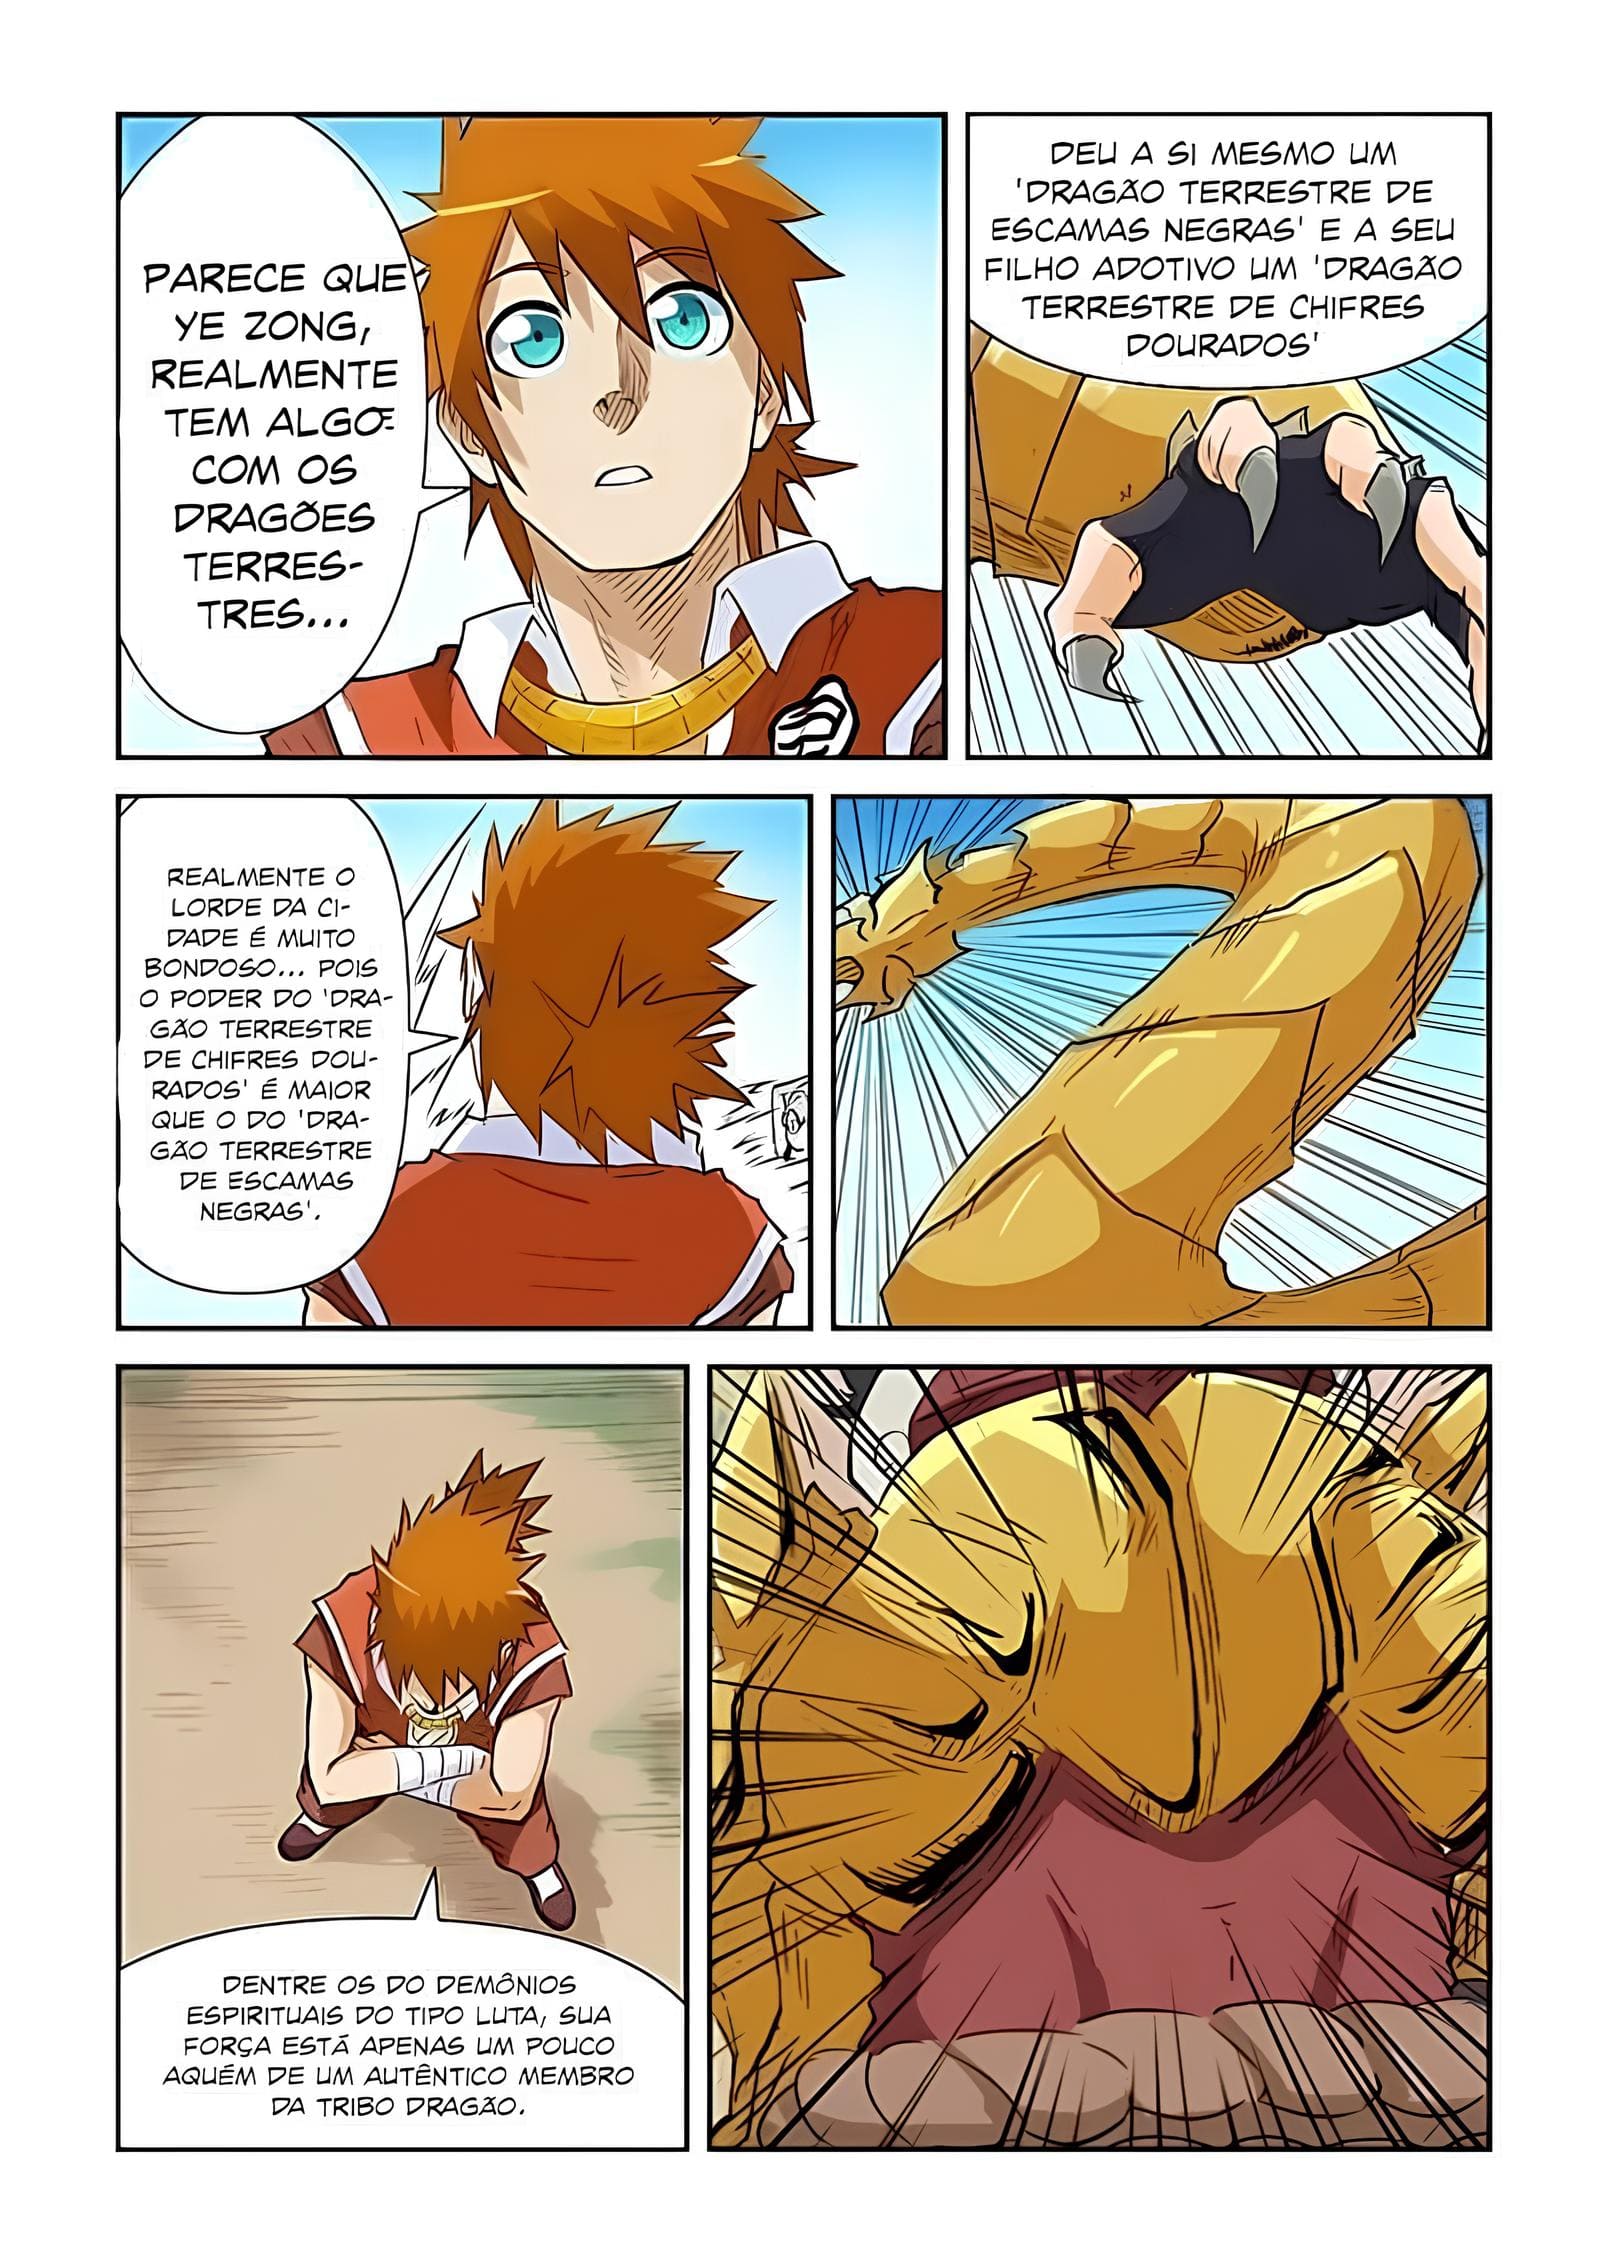 PARECE QUE
YE ZONG,
REALMENTE
TEM ALGO
COM OS
DRAGÕES
TERRES-
TRES...
DEU A SI MESMO UM
'DRAGÃO TERRESTRE DE
ESCAMAS NEGRAS' E A SEU
FILHO ADOTIVO UM 'DRAGÃO
TERRESTRE DE CHIFRES
DOURADOS'
REALMENTE O
LORDE DA CI-
DADE É MUITO
BONDOSO... POIS
O PODER DO 'DRA-
GÃO TERRESTRE
DE CHIFRES DOU-
RADOS' É MAIOR
QUE O DO 'DRA-
GÃO TERRESTRE
DE ESCAMAS
NEGRAS'.
DENTRE OS DO DEMÔNIOS
ESPIRITUAIS DO TIPO LUTA, SUA
FORÇA ESTÁ APENAS UM POUCO
AQUÉM DE UM AUTÊNTICO MEMBRO
DA TRIBO DRAGÃO.